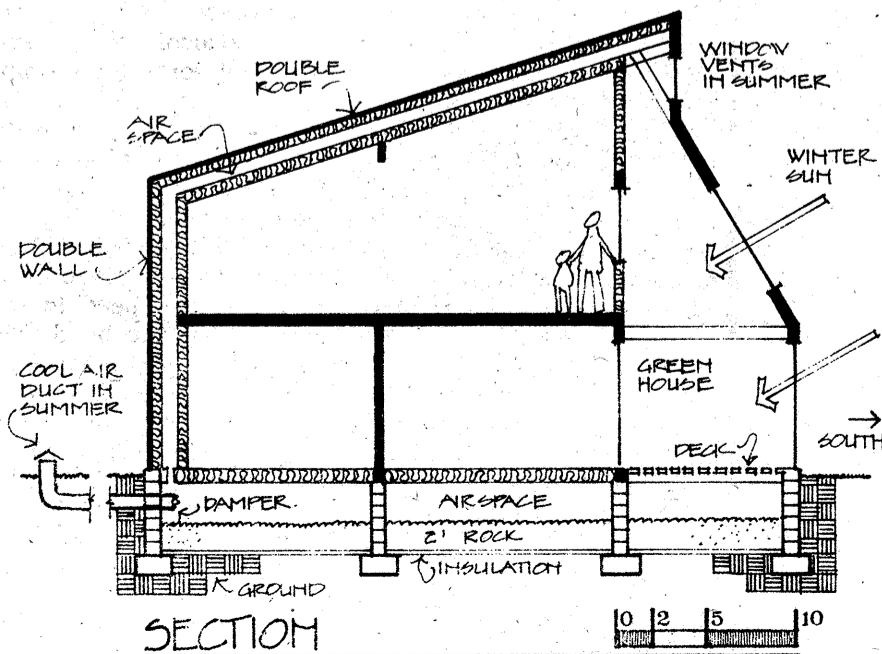 DOUBLE
ROOF
WINDOW
VENTS
IN SUMMER
AIR
SPACE
WINTER
SUN
DOUBLE
WALL
COOL AIR
DUCT IN
SUMMER
GREEN
HOUSE
DECK
SOUTH
DAMPER.
AIRSPACE
2' ROCK
INSULATION
GROUND
SECTION
0 2 5 10